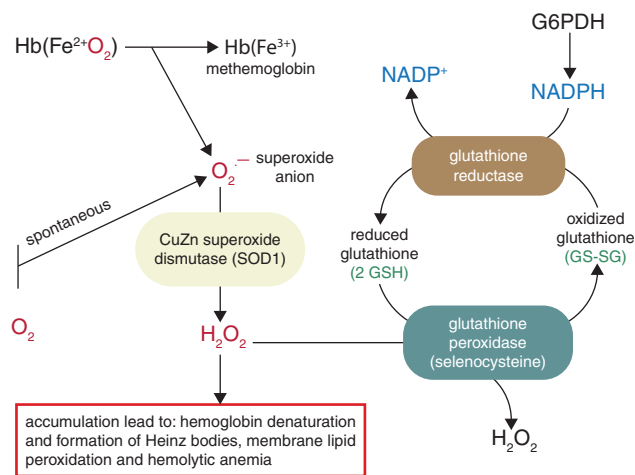 Hb(Fe²⁺O₂)
Hb(Fe³⁺)
methemoglobin
G6PDH
NADP⁺
NADPH
glutathione
reductase
O₂˙⁻
superoxide
anion
spontaneous
O₂
CuZn superoxide
dismutase (SOD1)
reduced
glutathione
(2 GSH)
oxidized
glutathione
(GS-SG)
H₂O₂
glutathione
peroxidase
(selenocysteine)
H₂O₂
accumulation lead to: hemoglobin denaturation
and formation of Heinz bodies, membrane lipid
peroxidation and hemolytic anemia